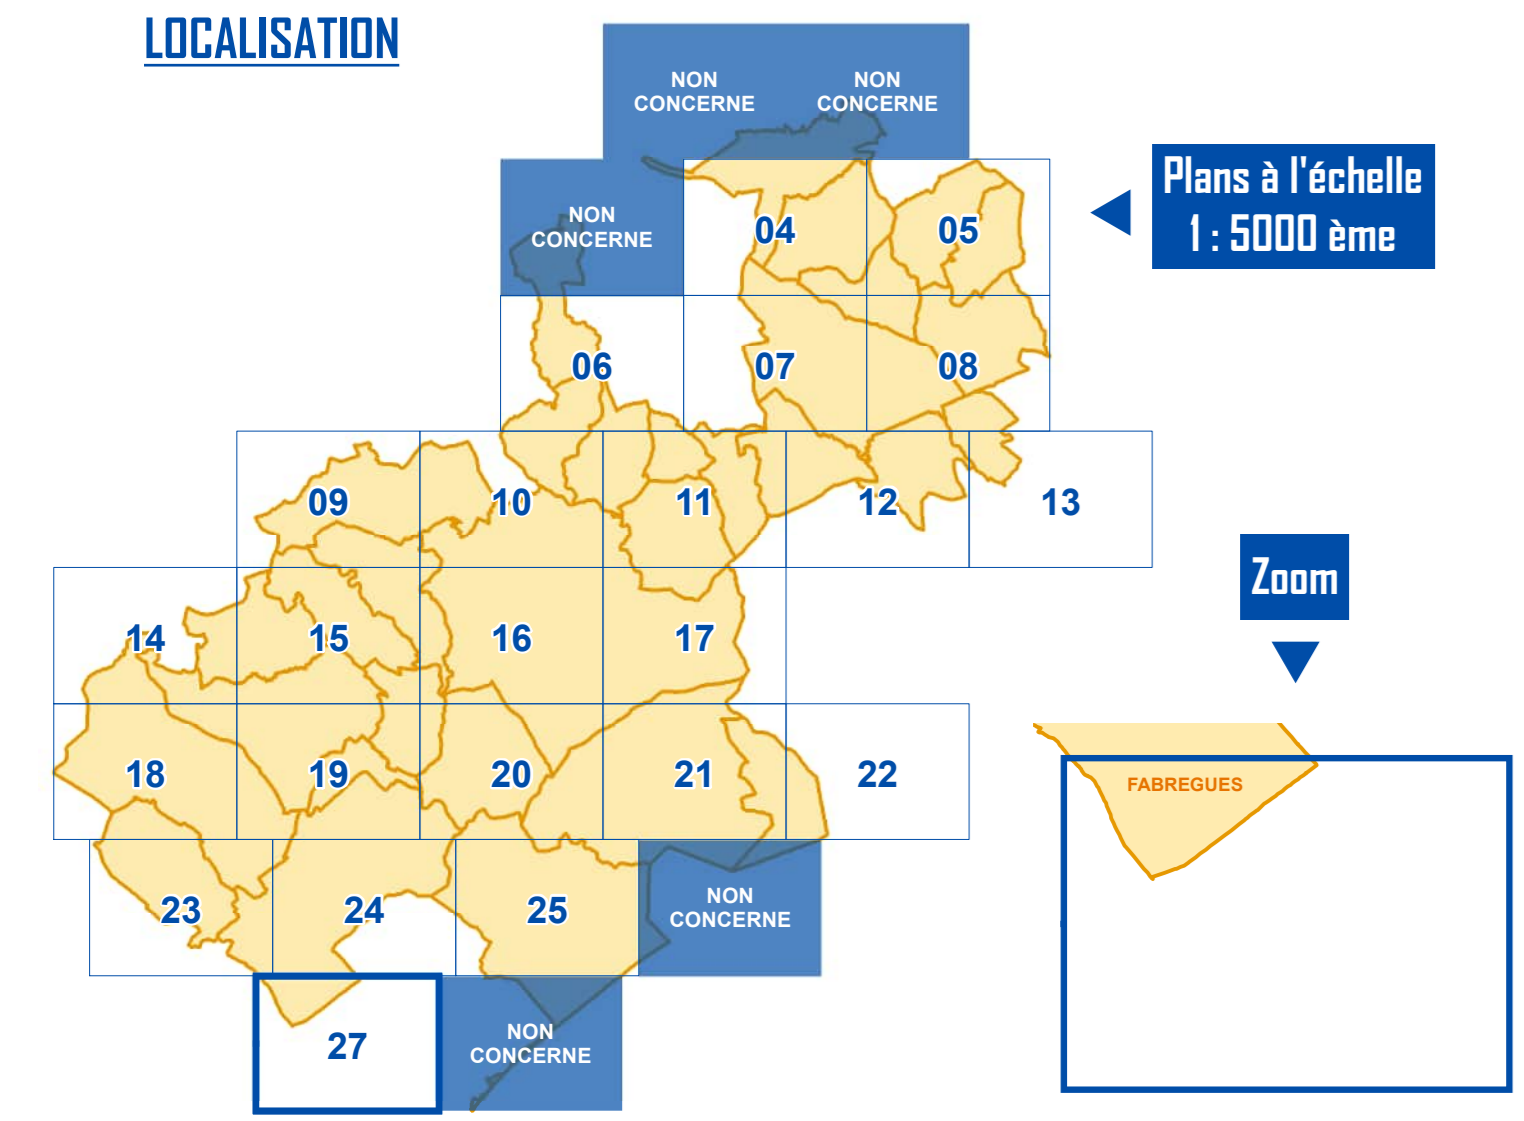 LOCALISATION
NON
CONCERNE
NON
CONCERNE
Plans à l'échelle
1 : 5000 ème
NON
CONCERNE
04
05
06
07
08
09
10
11
12
13
Zoom
14
15
16
17
18
19
20
21
22
FABREGUES
23
24
25
NON
CONCERNE
27
NON
CONCERNE